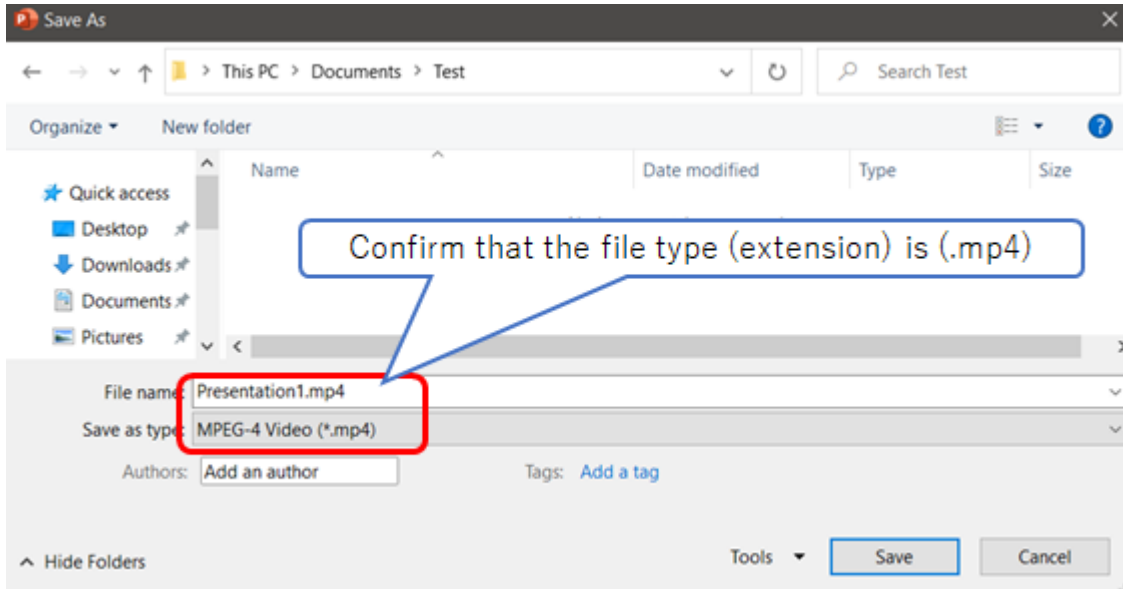 Save As
This PC > Documents > Test
Search Test
Organize
New folder
Name
Date modified
Type
Size
Quick access
Desktop
Downloads
Documents
Pictures
Confirm that the file type (extension) is (.mp4)
File name: Presentation1.mp4
Save as type: MPEG-4 Video (*.mp4)
Authors: Add an author
Tags: Add a tag
Hide Folders
Tools
Save
Cancel